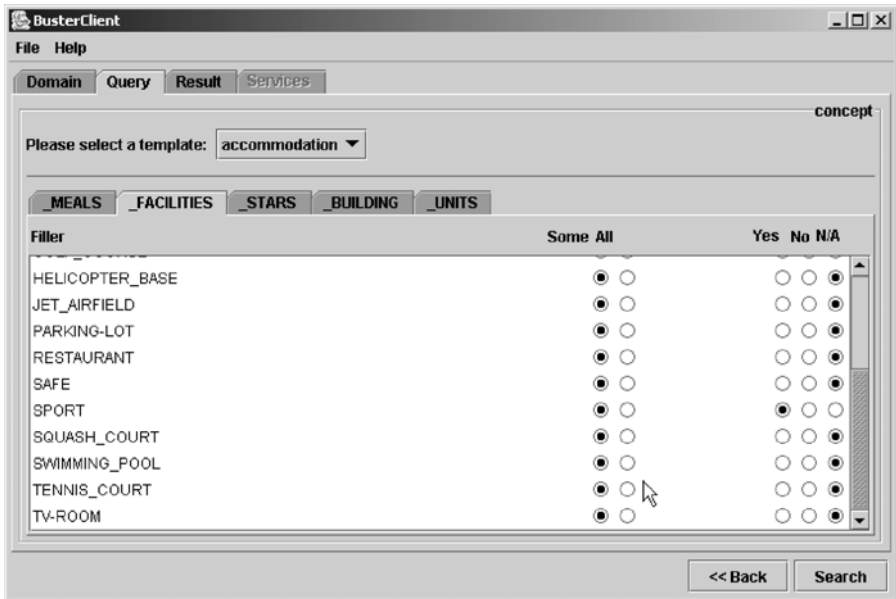 BusterClient
File Help
Domain Query Result Services
concept
Please select a template: accommodation
_MEALS _FACILITIES _STARS _BUILDING _UNITS
Filler Some All Yes No N/A
HELICOPTER_BASE
JET_AIRFIELD
PARKING-LOT
RESTAURANT
SAFE
SPORT
SQUASH_COURT
SWIMMING_POOL
TENNIS_COURT
TV-ROOM
<< Back Search